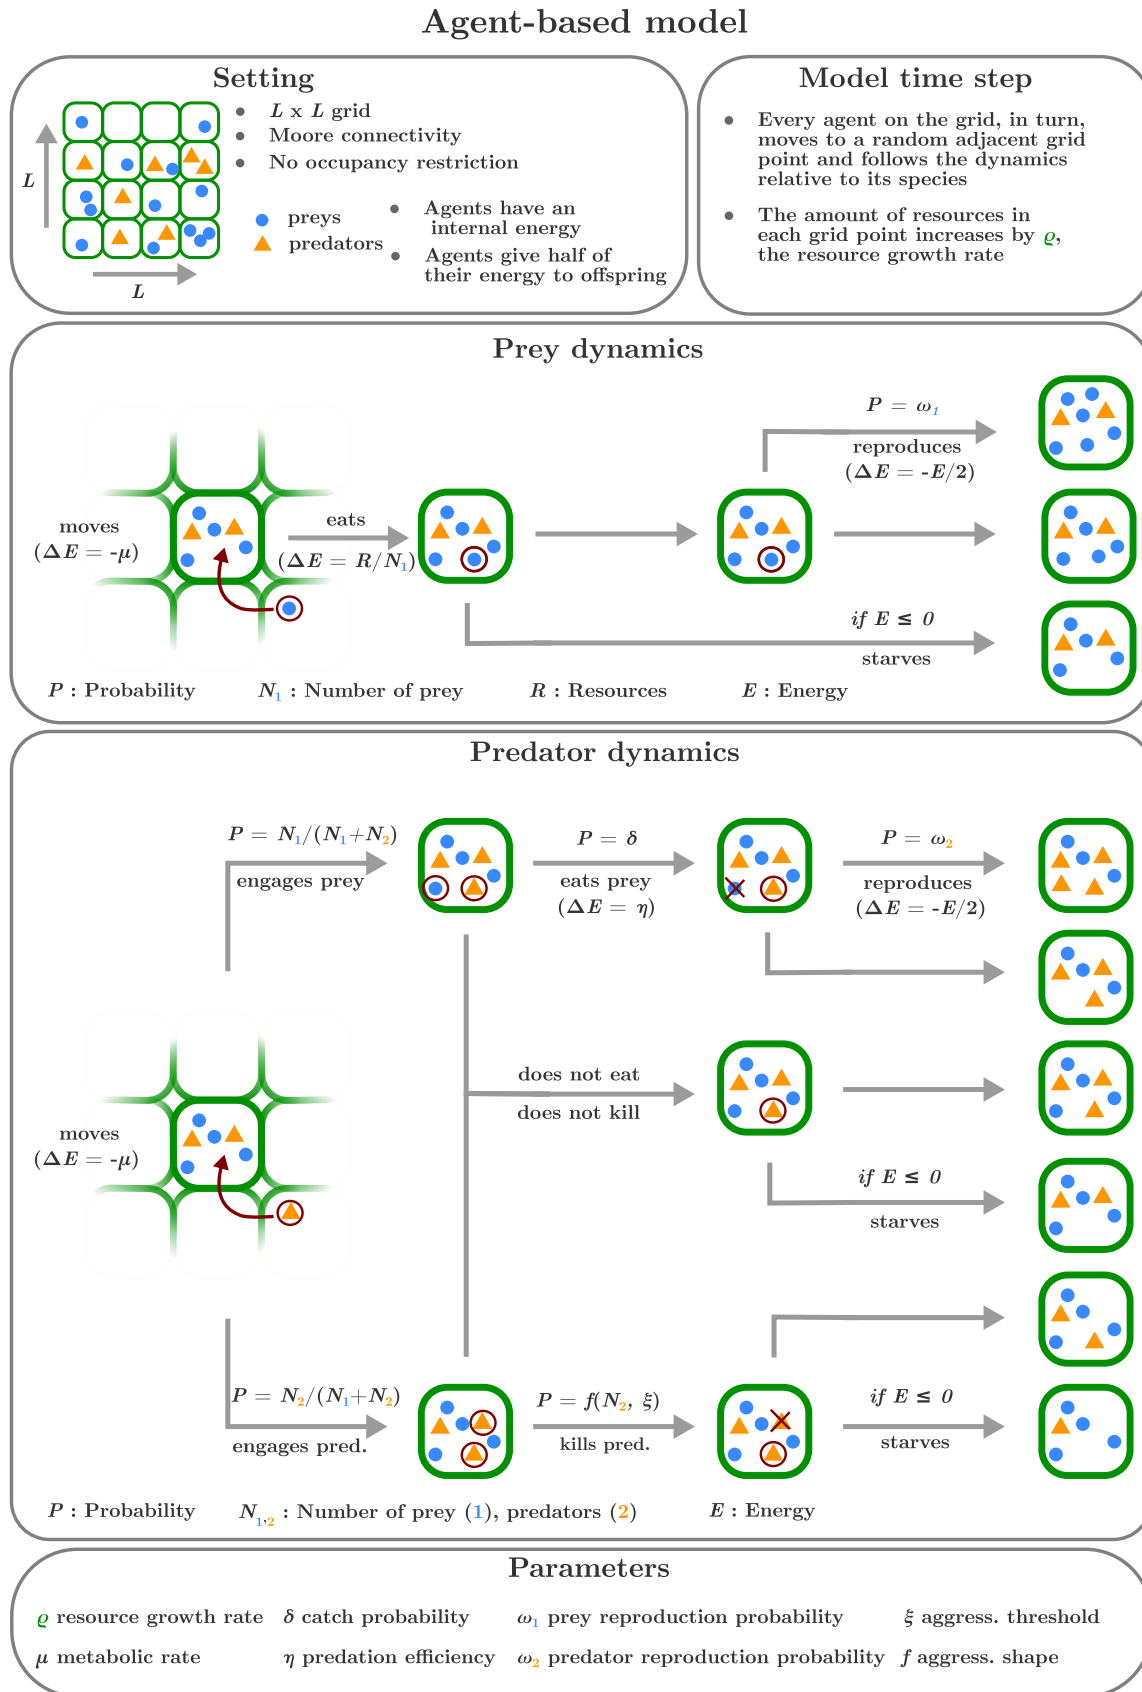 Agent-based model
Setting
L x L grid
Moore connectivity
No occupancy restriction
L
preys
predators
Agents have an
internal energy
Agents give half of
their energy to offspring
L
Model time step
Every agent on the grid, in turn,
moves to a random adjacent grid
point and follows the dynamics
relative to its species
The amount of resources in
each grid point increases by ϱ,
the resource growth rate
Prey dynamics
moves
(ΔE = -μ)
eats
(ΔE = R/N₁)
P = ω₁
reproduces
(ΔE = -E/2)
if E ≤ 0
starves
P : Probability
N₁ : Number of prey
R : Resources
E : Energy
Predator dynamics
P = N₁/(N₁+N₂)
engages prey
P = δ
eats prey
(ΔE = η)
P = ω₂
reproduces
(ΔE = -E/2)
does not eat
does not kill
moves
(ΔE = -μ)
if E ≤ 0
starves
P = N₂/(N₁+N₂)
engages pred.
P = f(N₂, ξ)
kills pred.
if E ≤ 0
starves
P : Probability
N₁,₂ : Number of prey (1), predators (2)
E : Energy
Parameters
ϱ resource growth rate
δ catch probability
ω₁ prey reproduction probability
ξ aggress. threshold
μ metabolic rate
η predation efficiency
ω₂ predator reproduction probability
f aggress. shape